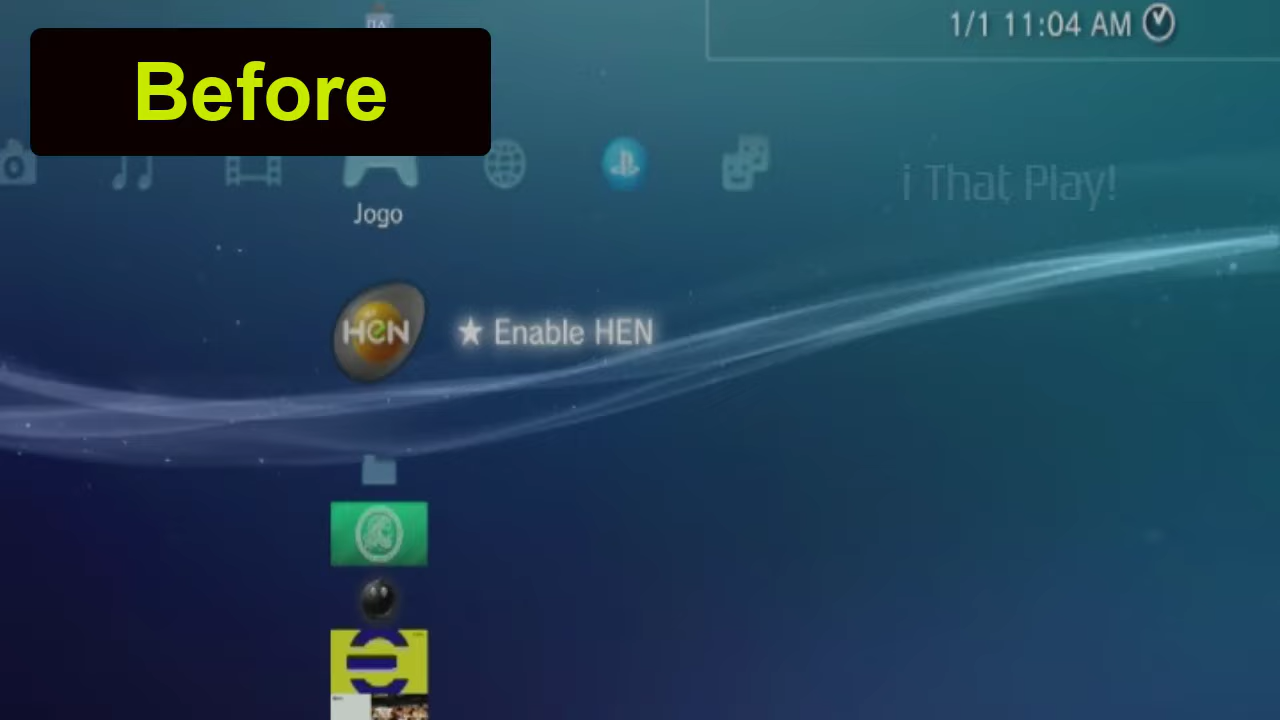 1/1 11:04 AM
Before
i That Play!
Jogo
HEN
★ Enable HEN